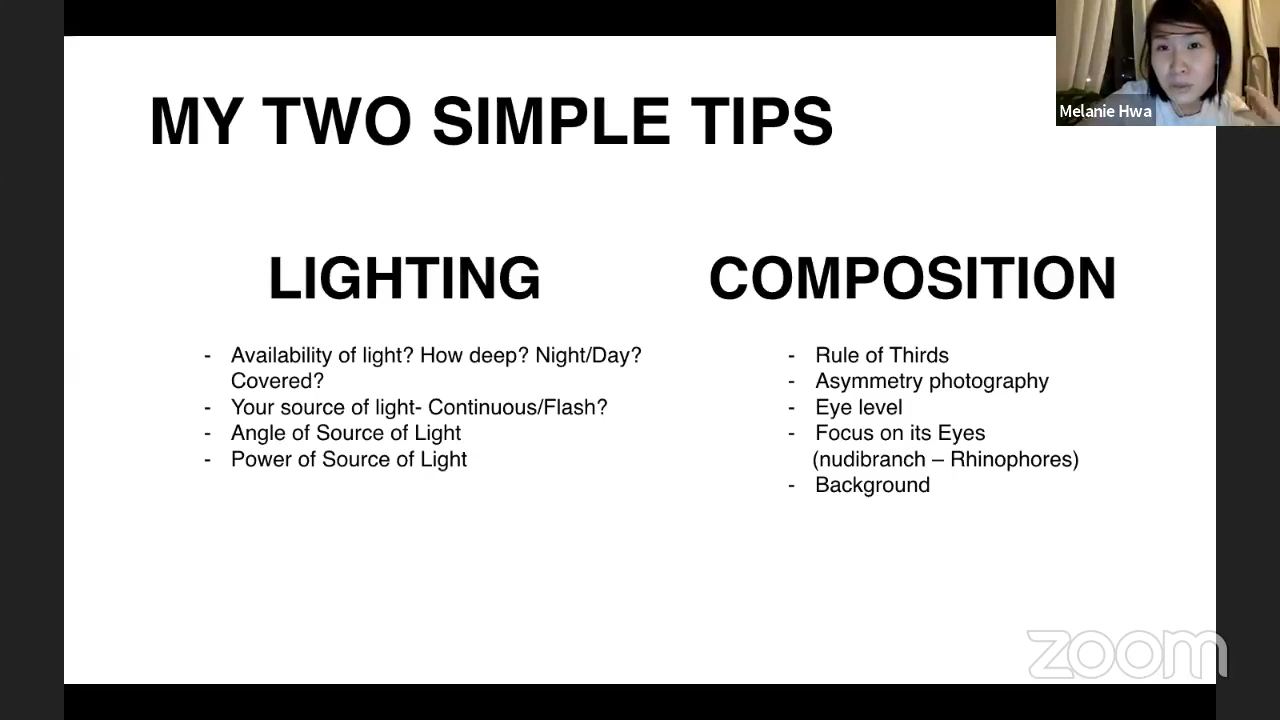 MY TWO SIMPLE TIPS
Melanie Hwa
LIGHTING
- Availability of light? How deep? Night/Day?
Covered?
- Your source of light- Continuous/Flash?
- Angle of Source of Light
- Power of Source of Light
COMPOSITION
- Rule of Thirds
- Asymmetry photography
- Eye level
- Focus on its Eyes
(nudibranch – Rhinophores)
- Background
zoom